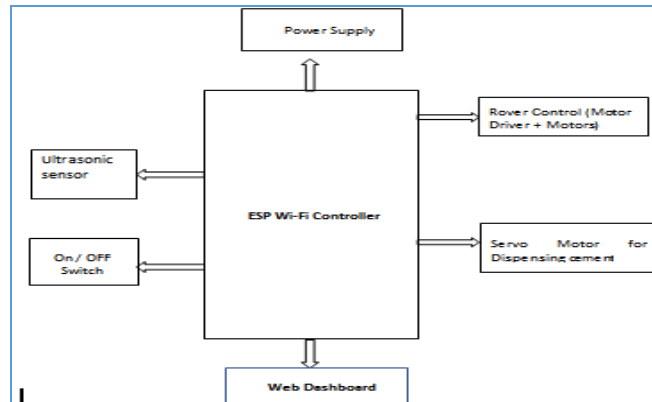 Power Supply
Rover Control (Motor
Driver + Motors)
Ultrasonic
sensor
ESP Wi-Fi Controller
On / OFF
Switch
Servo Motor for
Dispensing cement
Web Dashboard